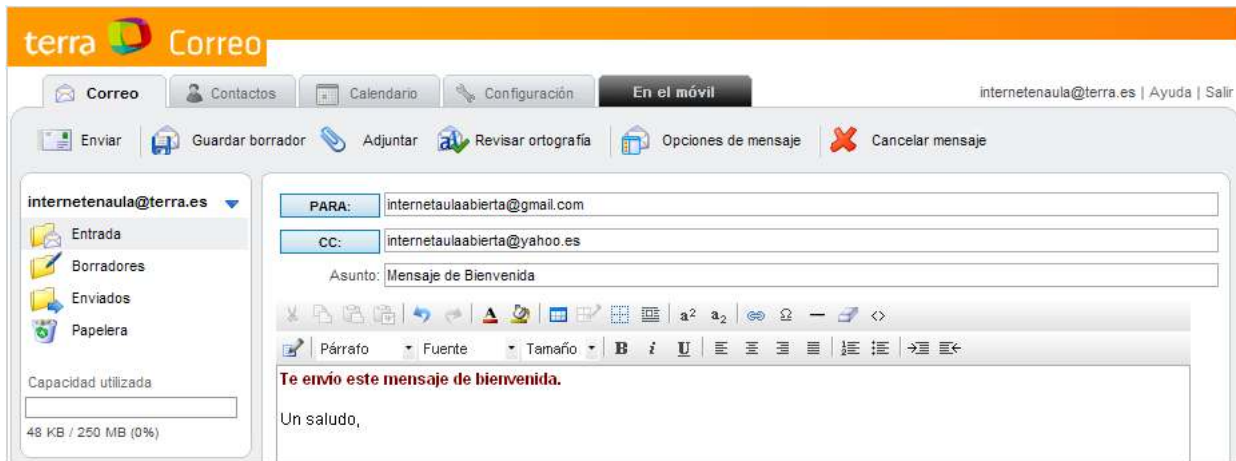 terra Correo
Correo Contactos Calendario Configuración En el móvil internetenaula@terra.es | Ayuda | Salir
Enviar Guardar borrador Adjuntar Revisar ortografía Opciones de mensaje Cancelar mensaje
internetenaula@terra.es
Entrada
Borradores
Enviados
Papelera
Capacidad utilizada
48 KB / 250 MB (0%)
PARA: internetaulaabierta@gmail.com
CC: internetaulaabierta@yahoo.es
Asunto: Mensaje de Bienvenida
A a² a₂ Ω
Párrafo Fuente Tamaño B i U
Te envío este mensaje de bienvenida.
Un saludo,